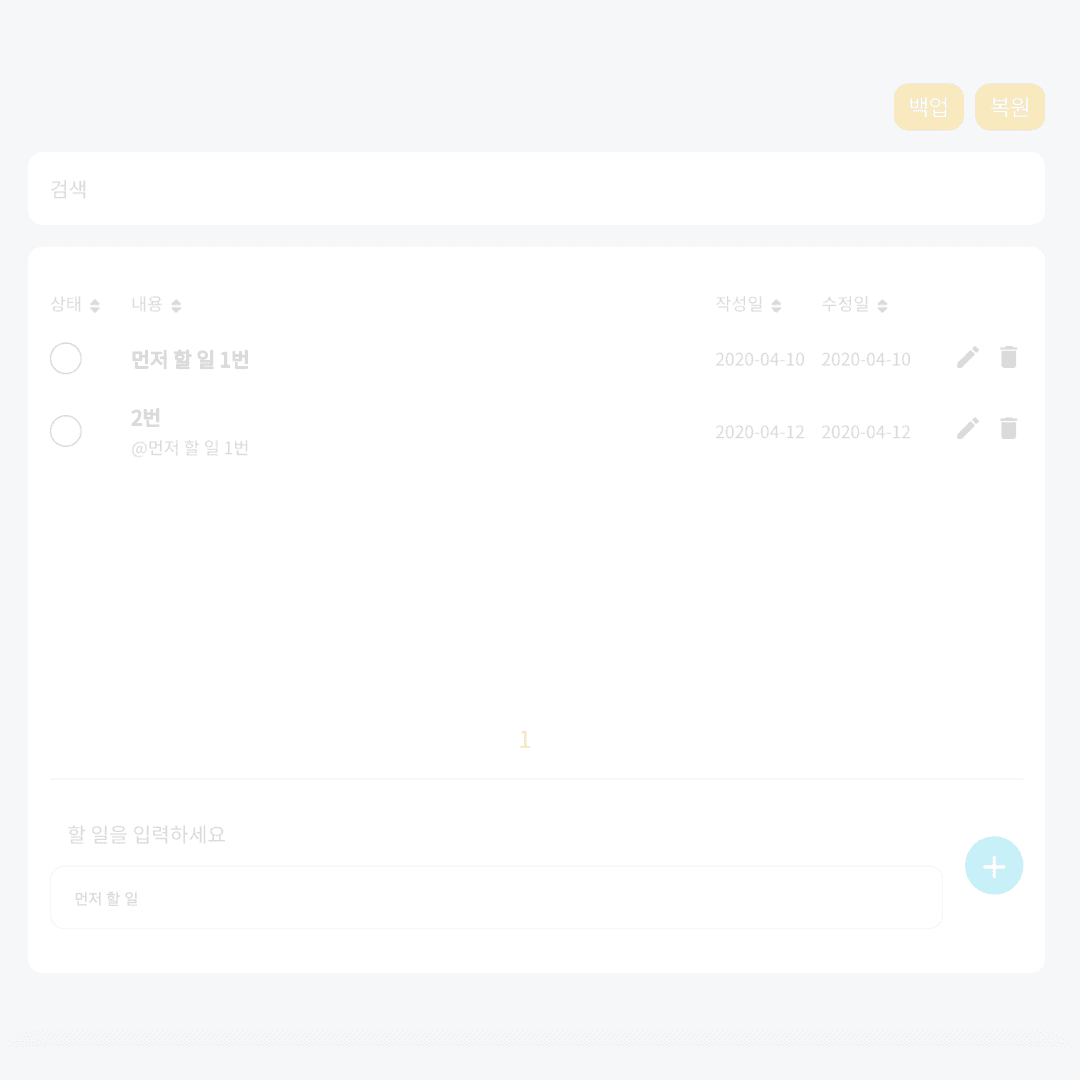 백업 복원
검색
상태 내용 작성일 수정일
먼저 할 일 1번 2020-04-10 2020-04-10
2번
@먼저 할 일 1번 2020-04-12 2020-04-12
1
할 일을 입력하세요
먼저 할 일